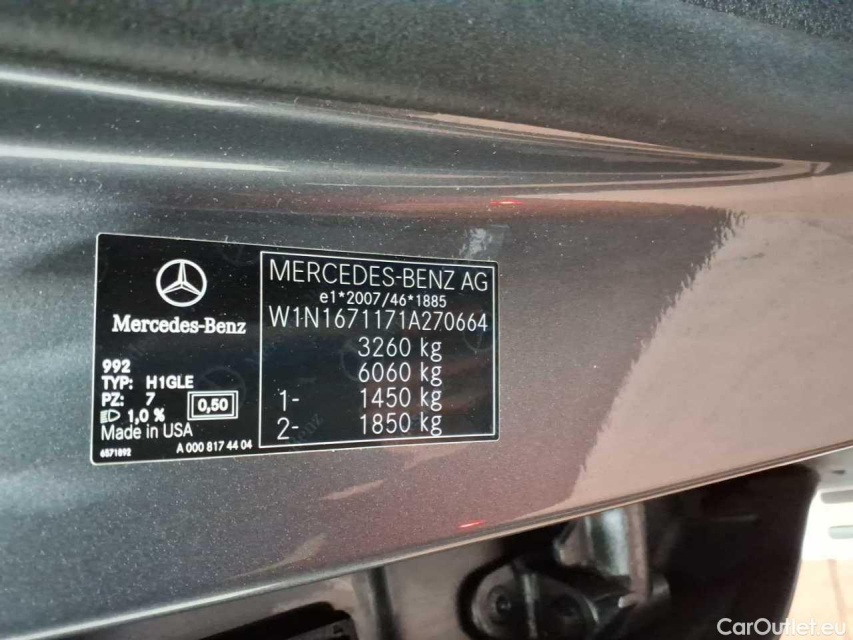 Mercedes-Benz
992
TYP: H1GLE
PZ: 7
0,50
1,0 %
Made in USA
6571892
A 000 817 44 04
MERCEDES-BENZ AG
e1*2007/46*1885
W1N1671171A270664
3260 kg
6060 kg
1- 1450 kg
2- 1850 kg
CarOutlet.eu